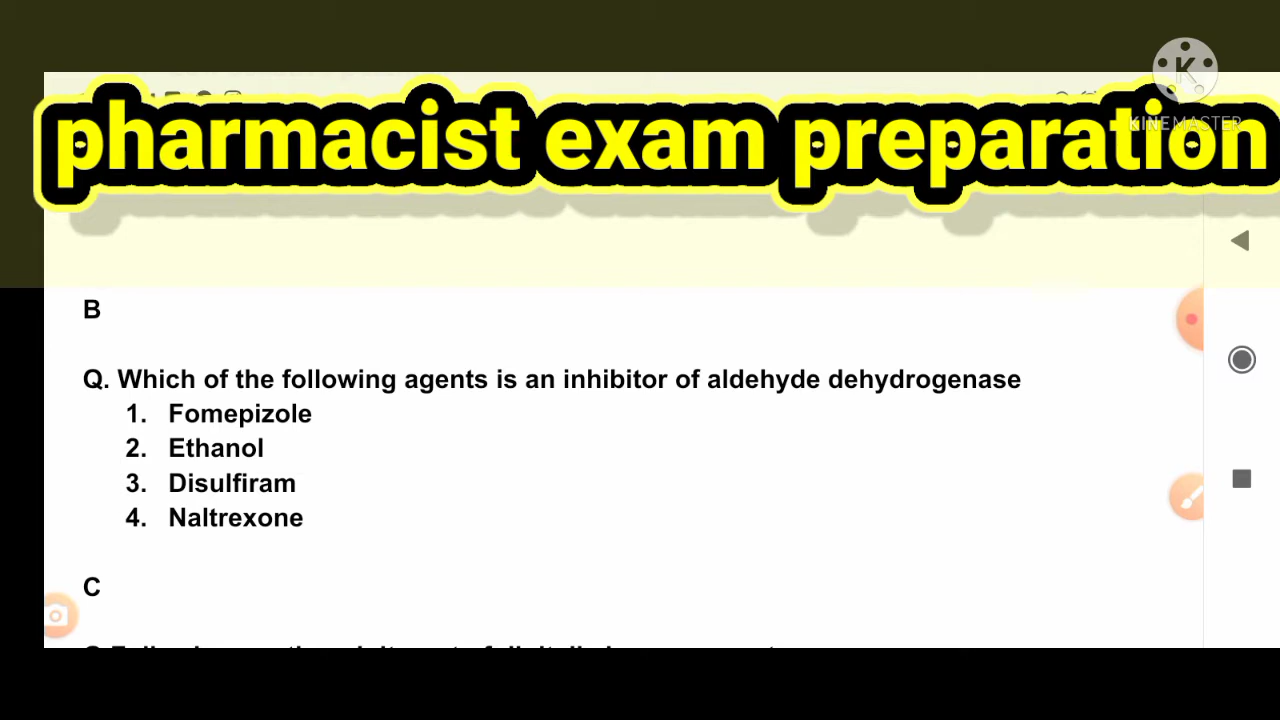 K
KINEMASTER
pharmacist exam preparation
B
Q. Which of the following agents is an inhibitor of aldehyde dehydrogenase
1. Fomepizole
2. Ethanol
3. Disulfiram
4. Naltrexone
C